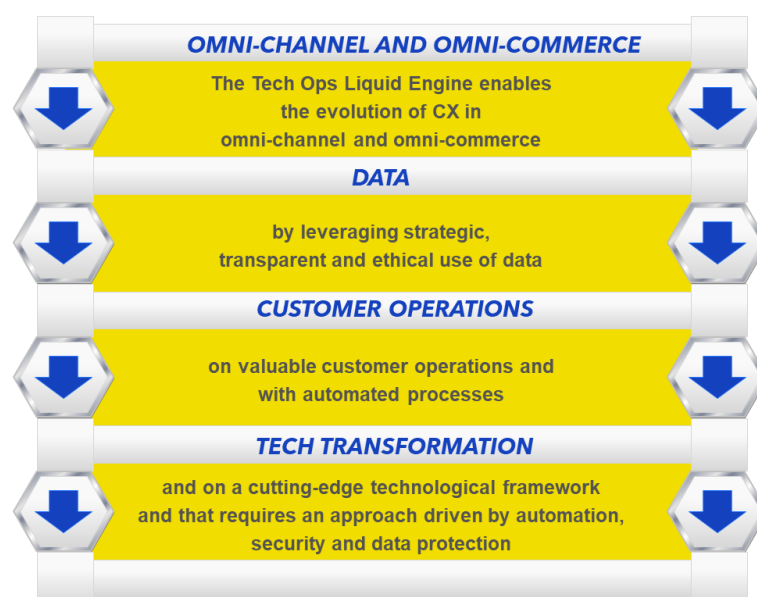 OMNI-CHANNEL AND OMNI-COMMERCE
The Tech Ops Liquid Engine enables
the evolution of CX in
omni-channel and omni-commerce
DATA
by leveraging strategic,
transparent and ethical use of data
CUSTOMER OPERATIONS
on valuable customer operations and
with automated processes
TECH TRANSFORMATION
and on a cutting-edge technological framework
and that requires an approach driven by automation,
security and data protection